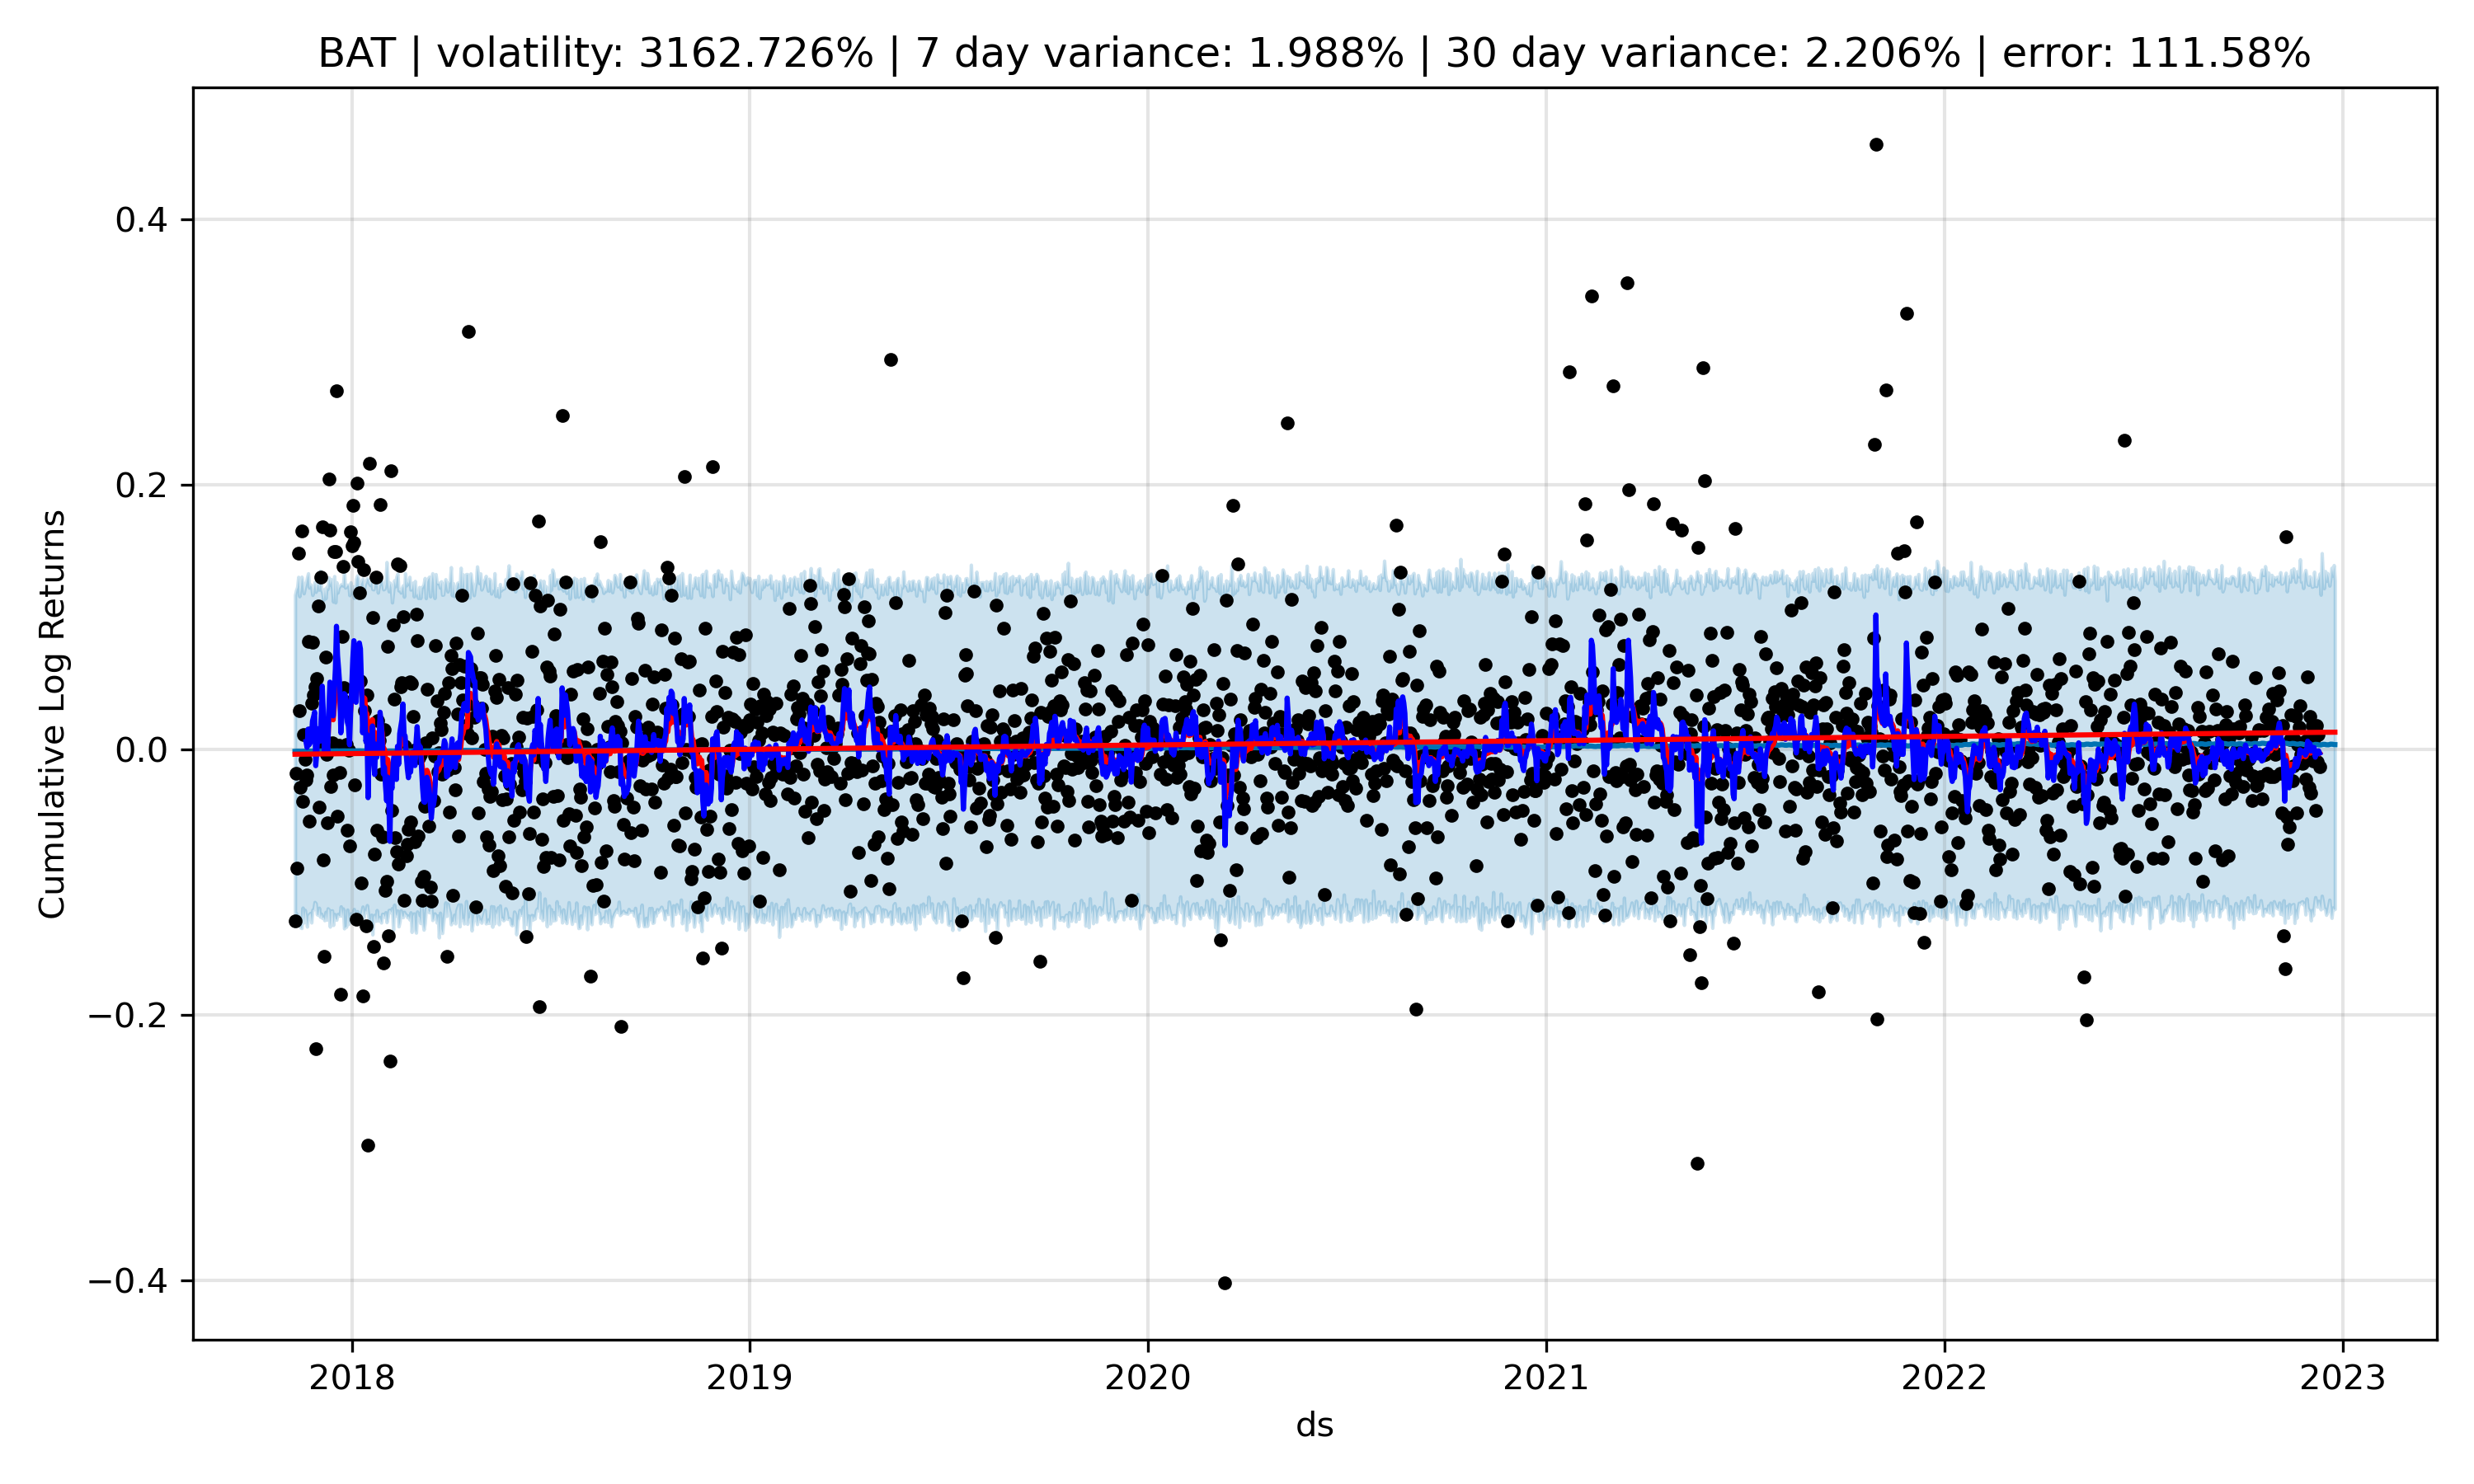 BAT | volatility: 3162.726% | 7 day variance: 1.988% | 30 day variance: 2.206% | error: 111.58%
Cumulative Log Returns
0.4
0.2
0.0
−0.2
−0.4
2018 2019 2020 2021 2022 2023
ds